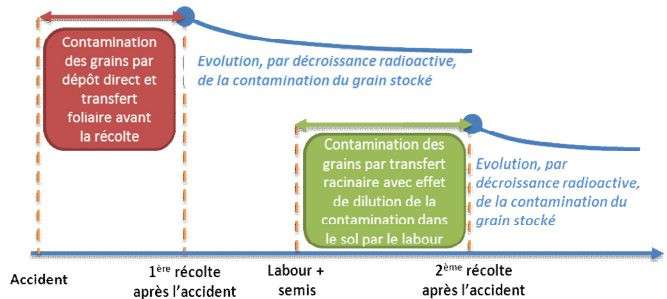 Contamination
des grains par
dépôt direct et
transfert
foliaire avant
la récolte
Evolution, par décroissance radioactive,
de la contamination du grain stocké
Contamination des
grains par transfert
racinaire avec effet
de dilution de la
contamination dans
le sol par le labour
Evolution, par
décroissance radioactive,
de la contamination du
grain stocké
Accident
1ère récolte
après l’accident
Labour +
semis
2ème récolte
après l’accident